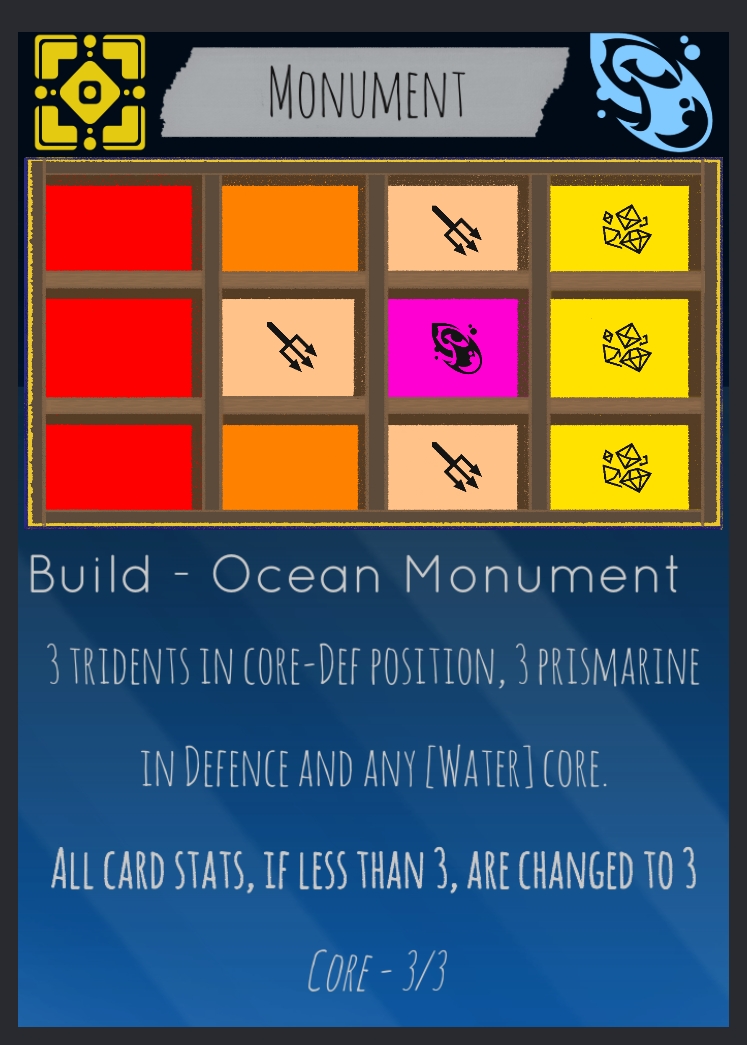 Monument
Build - Ocean Monument
3 tridents in core-Def position, 3 prismarine
in Defence and any [Water] core.
All card stats, if less than 3, are changed to 3
Core - 3/3